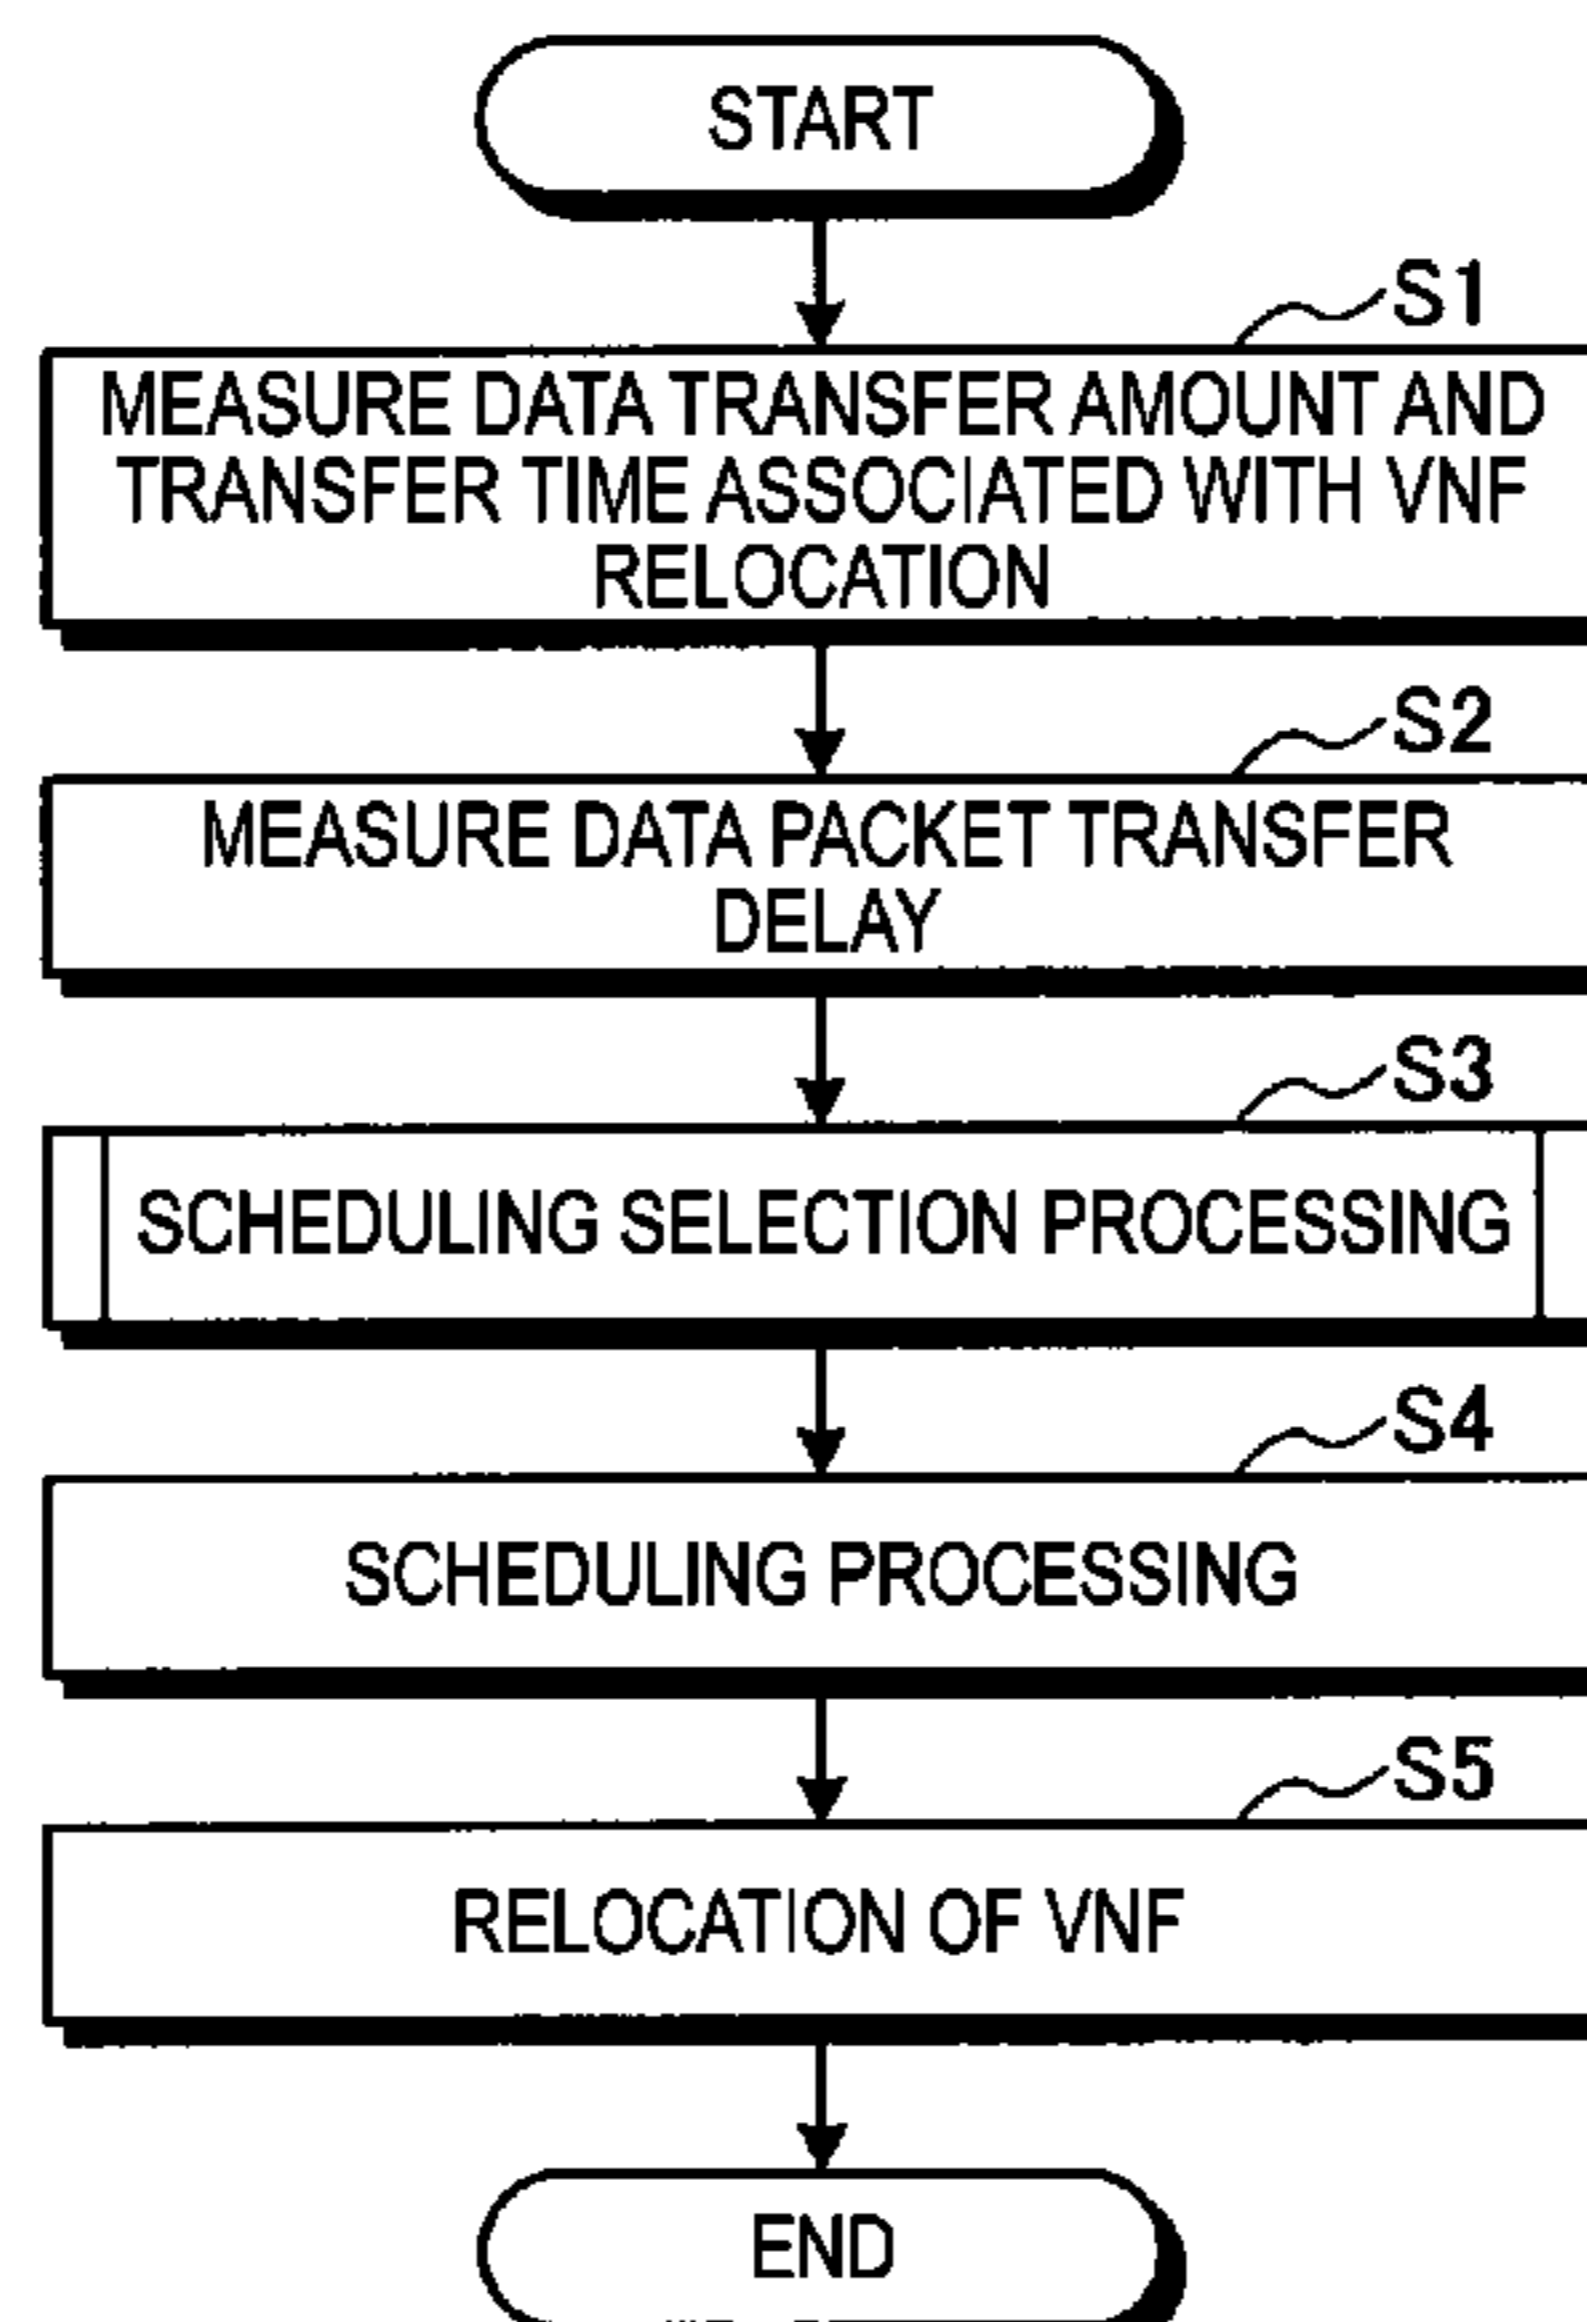 START
S1
MEASURE DATA TRANSFER AMOUNT AND
TRANSFER TIME ASSOCIATED WITH VNF
RELOCATION
S2
MEASURE DATA PACKET TRANSFER
DELAY
S3
SCHEDULING SELECTION PROCESSING
S4
SCHEDULING PROCESSING
S5
RELOCATION OF VNF
END